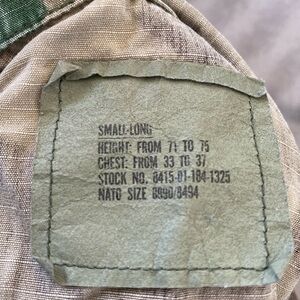 SMALL-LONG
HEIGHT: FROM 71 TO 75
CHEST: FROM 33 TO 37
STOCK NO. 8415-01-184-1325
NATO SIZE 8090/8494